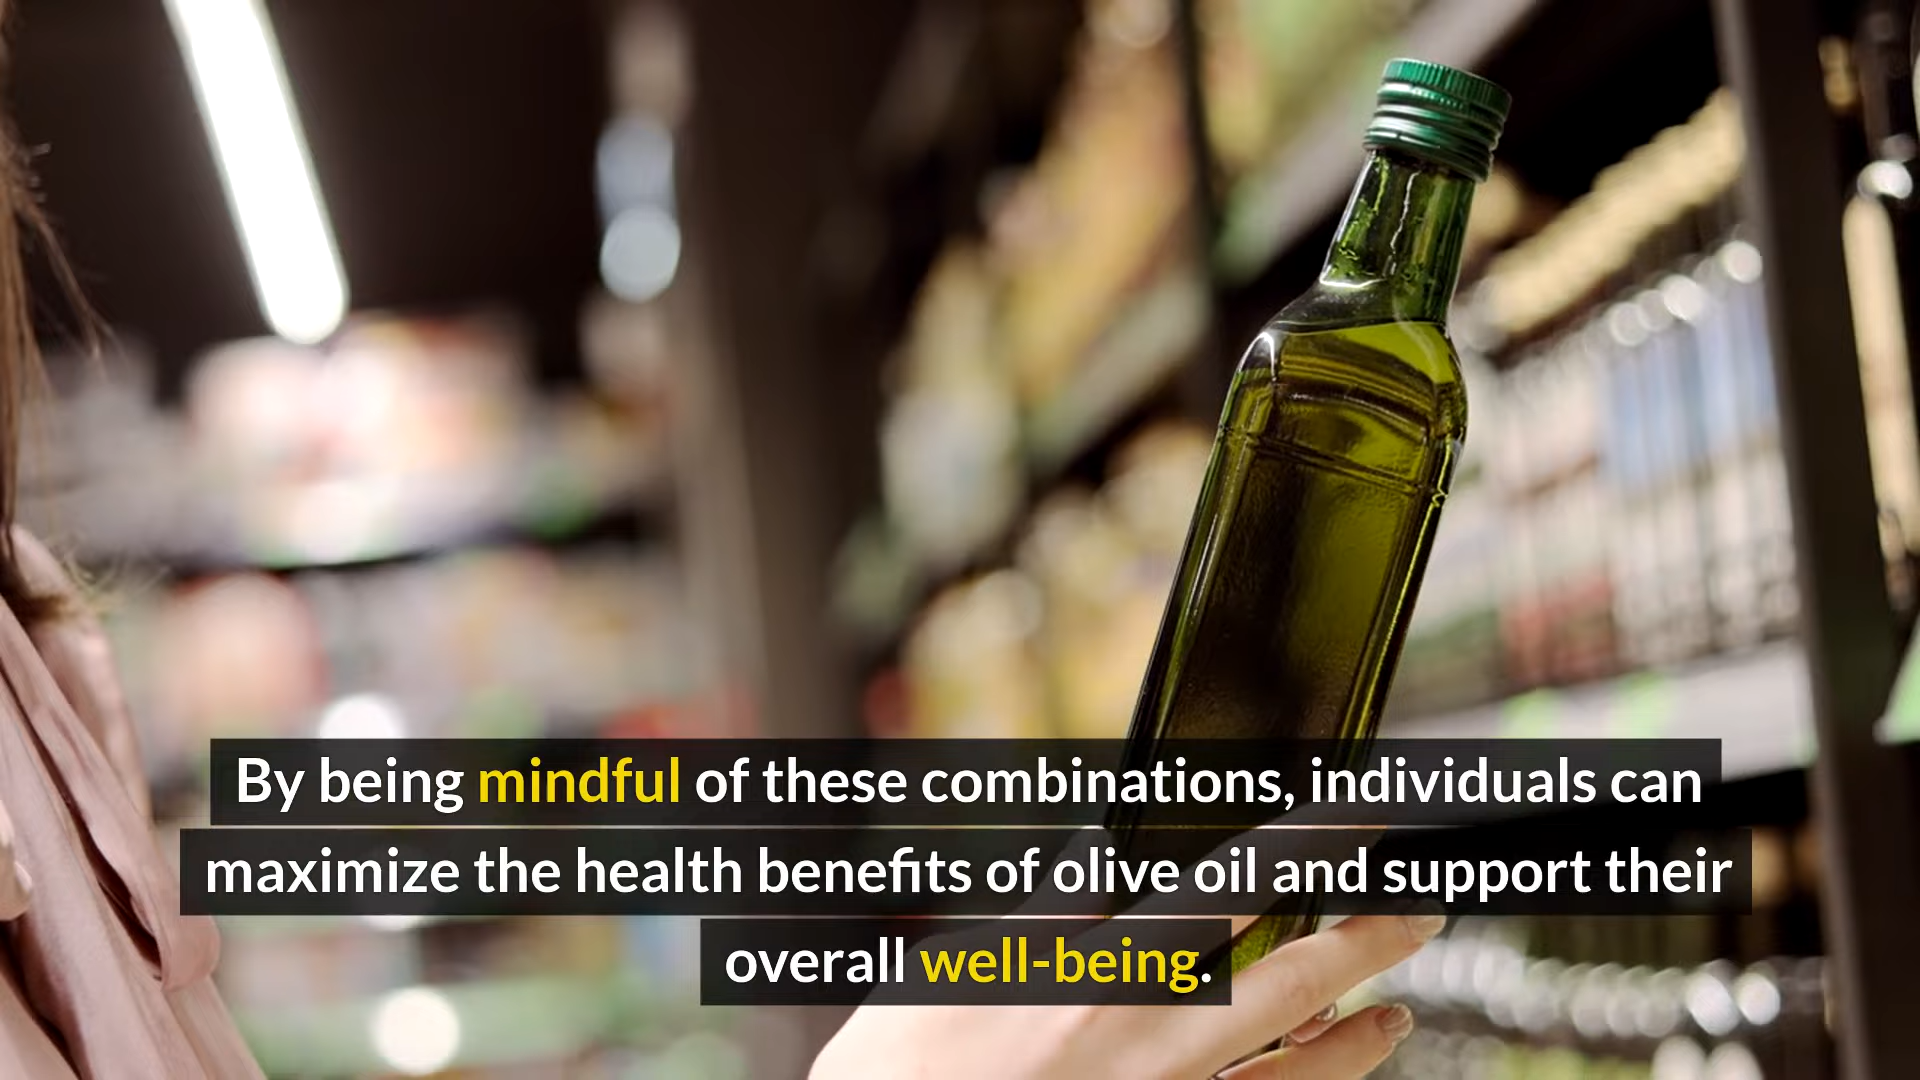 By being mindful of these combinations, individuals can
maximize the health benefits of olive oil and support their
overall well-being.